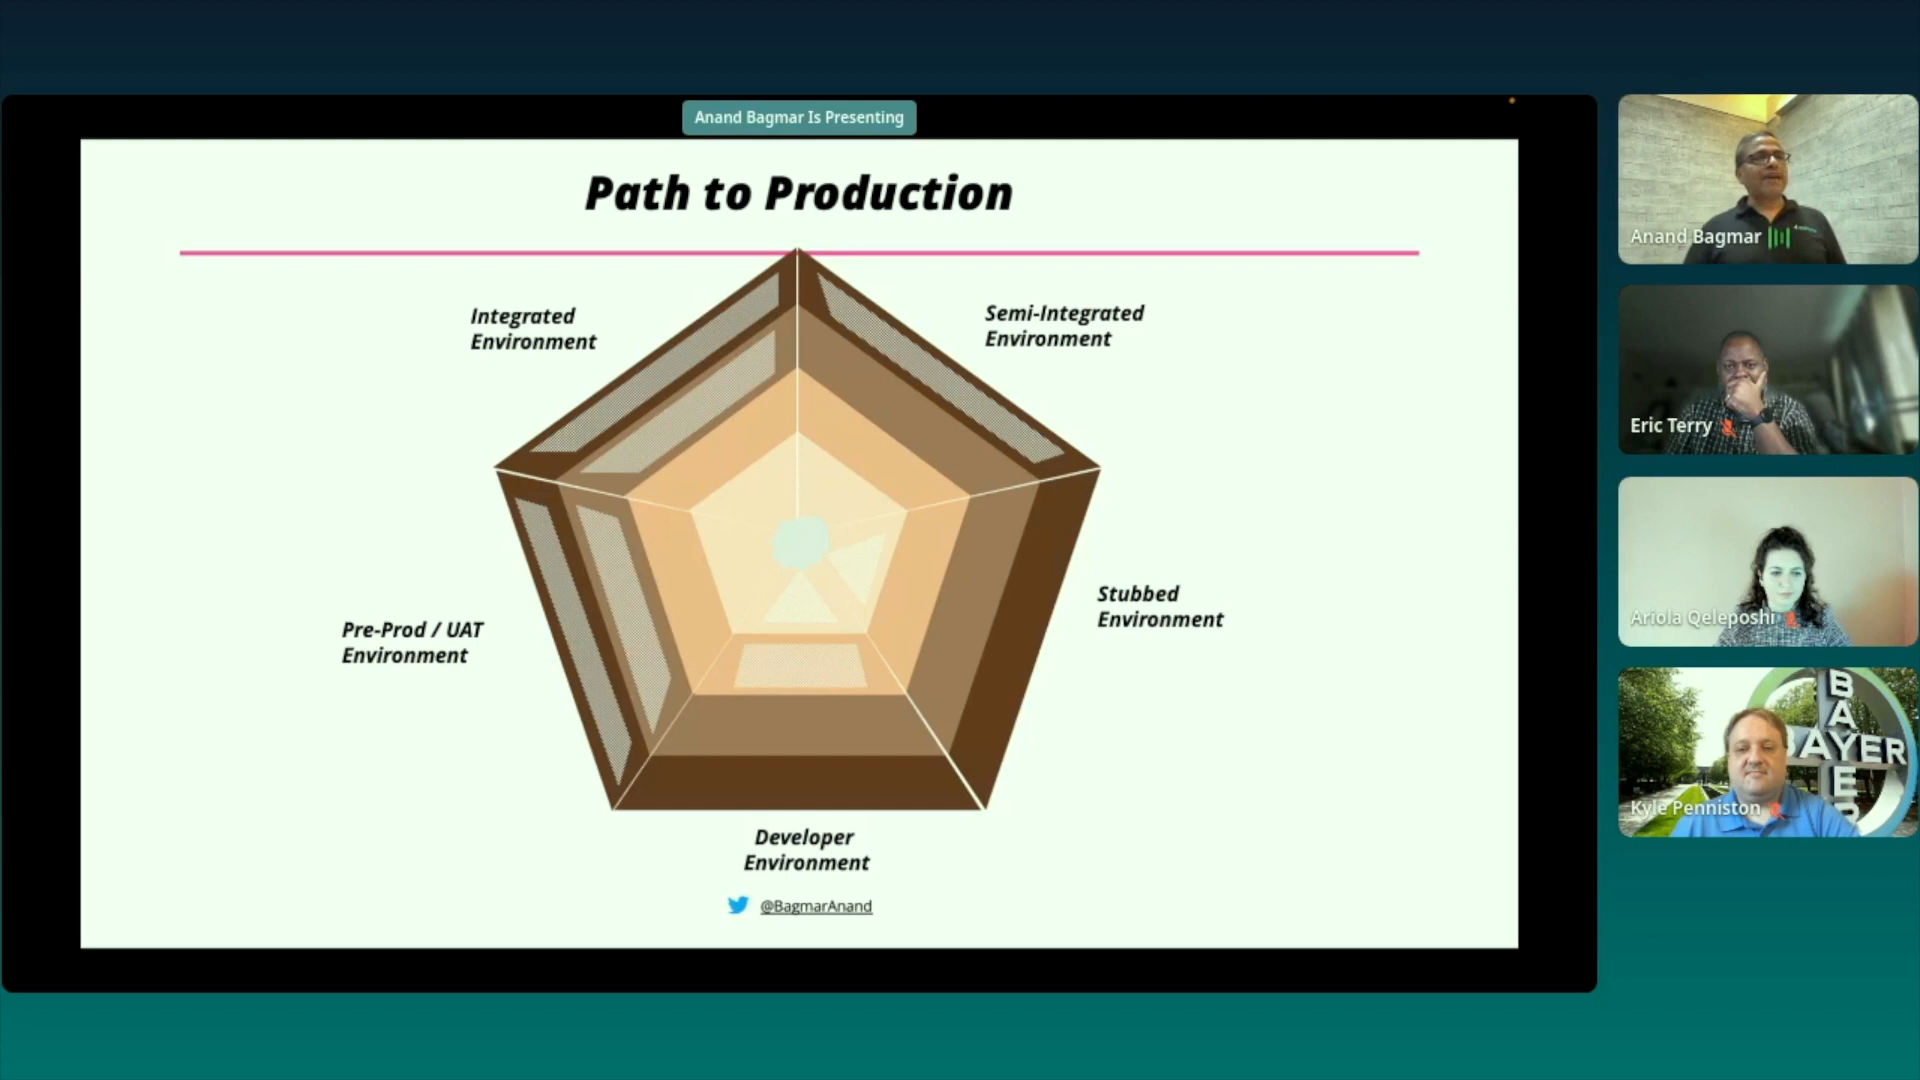 Anand Bagmar Is Presenting
Path to Production
Integrated
Environment
Semi-Integrated
Environment
Stubbed
Environment
Pre-Prod / UAT
Environment
Developer
Environment
@BagmarAnand
Anand Bagmar
Eric Terry
Ariola Qeleposhi
Kyle Penniston
BAYER
BAYER